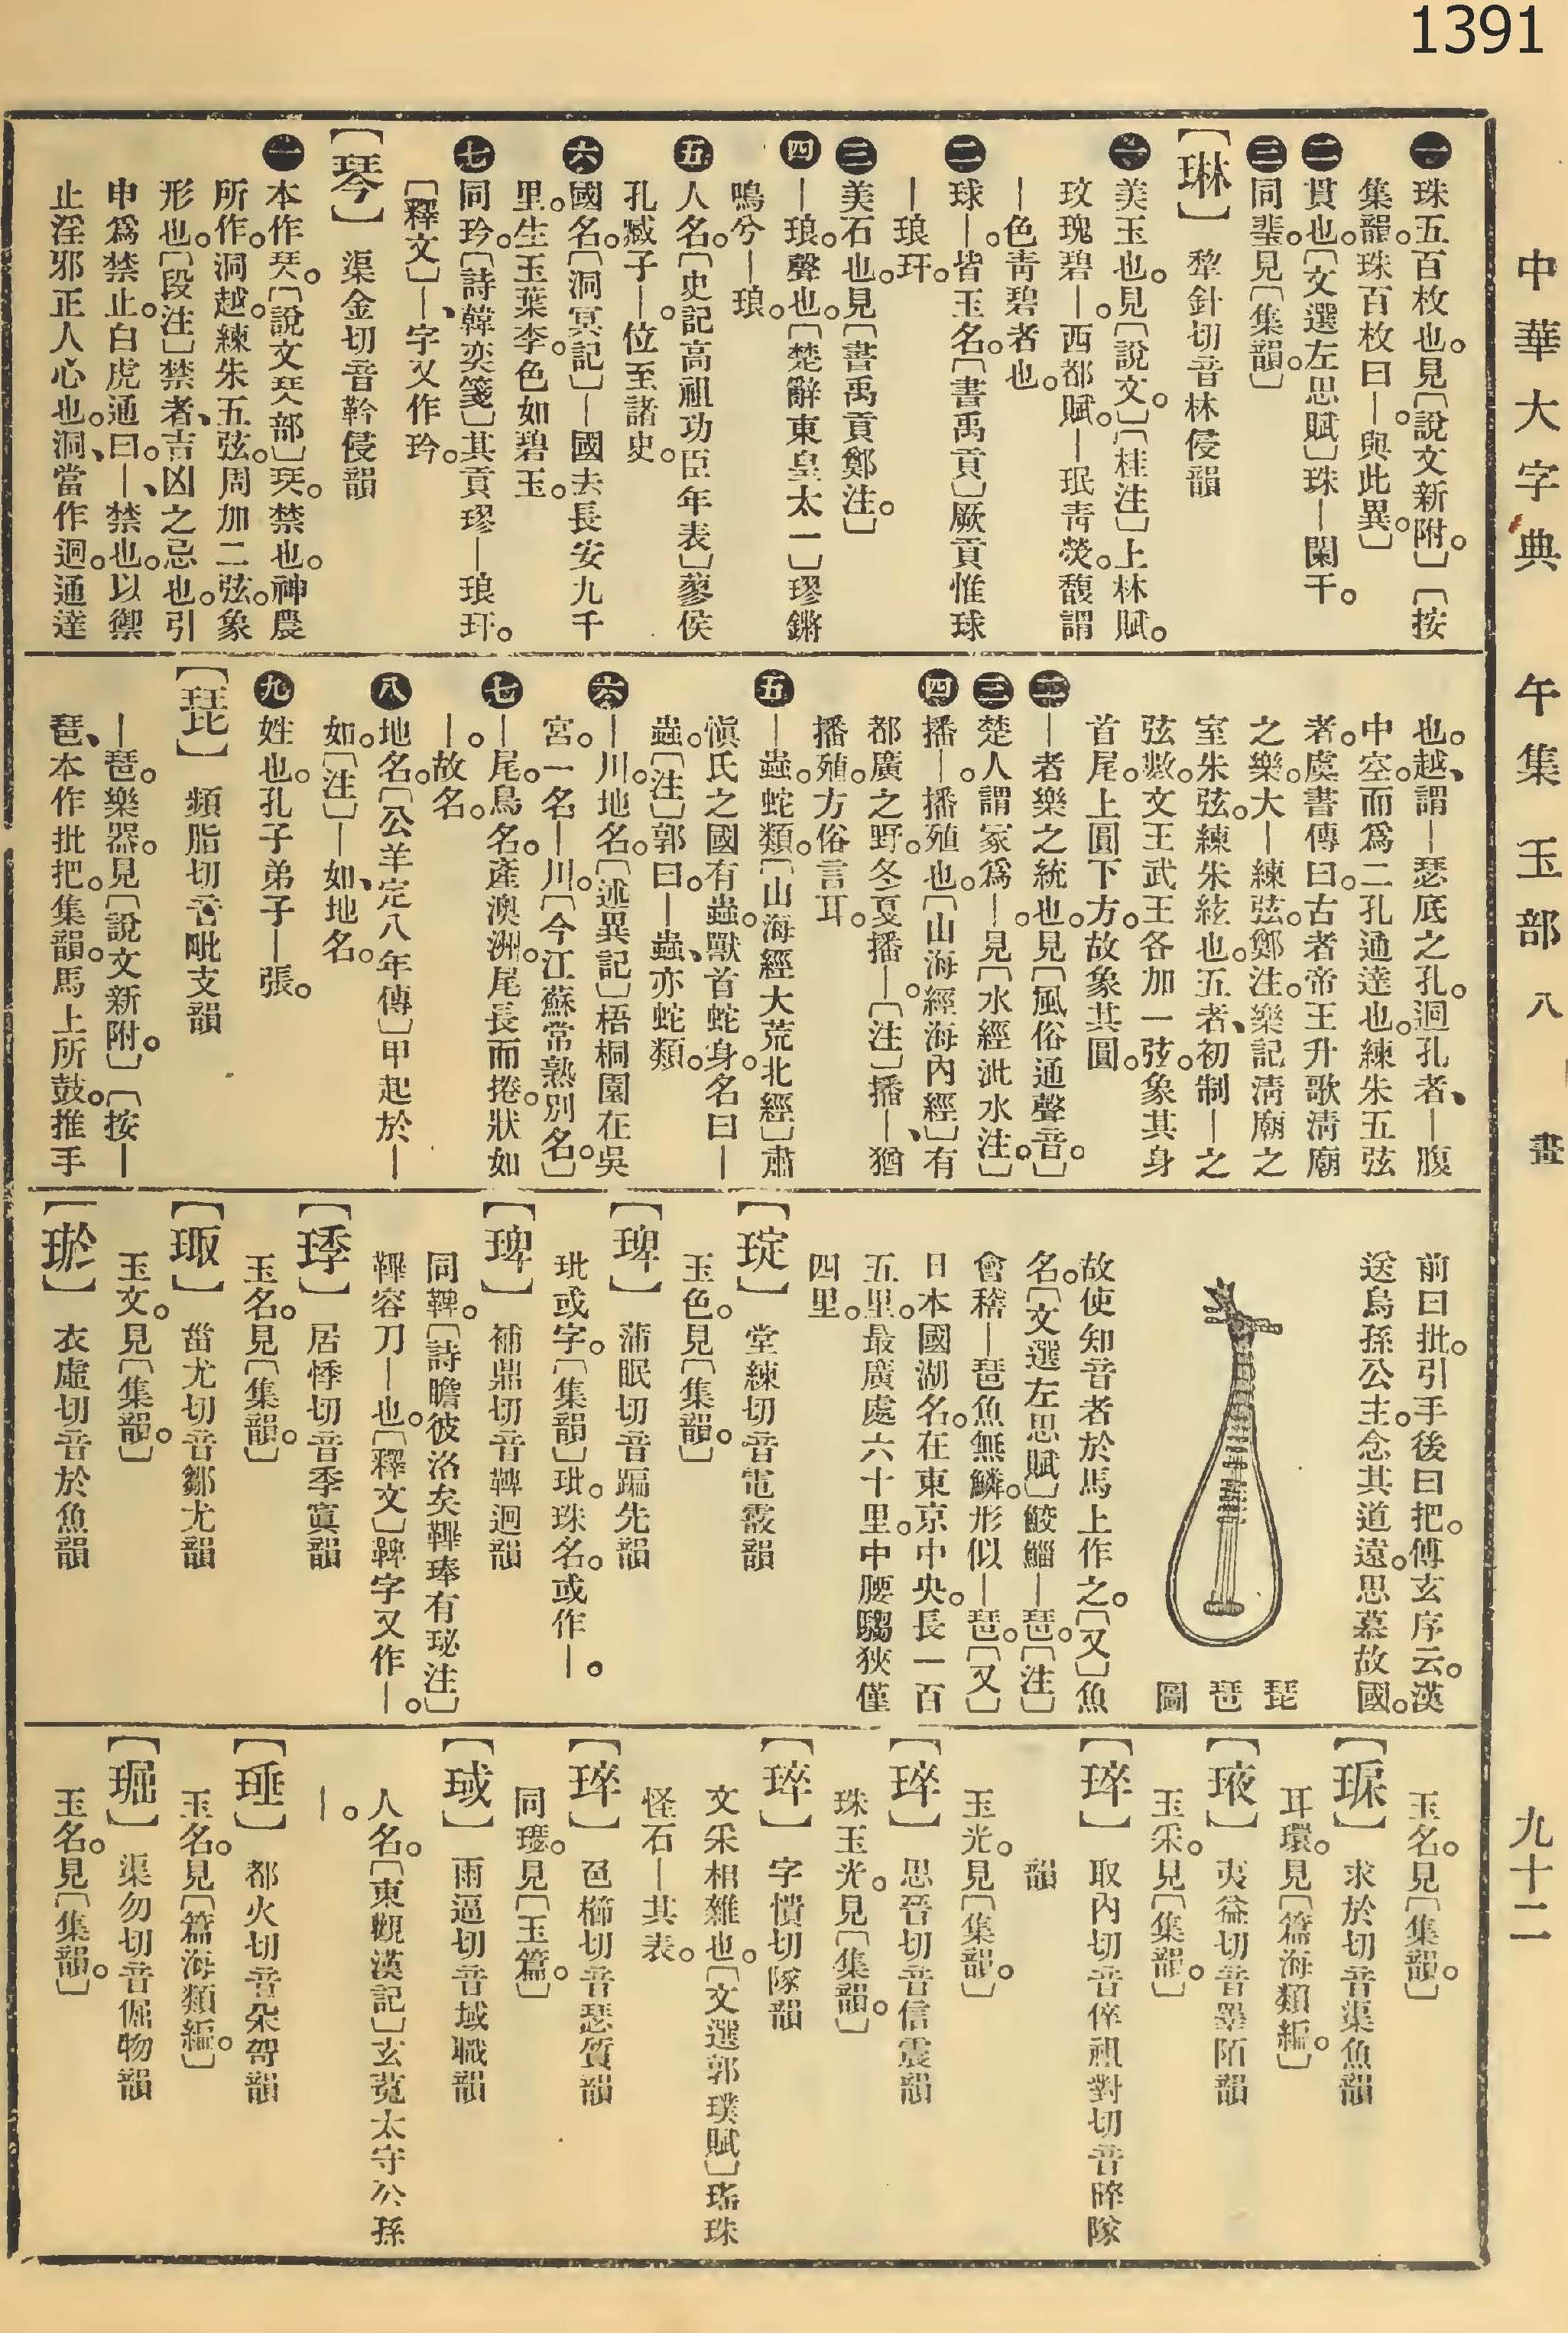 1391
中華大字典　午集　玉部　八畫　九十二
一珠五百枚也。見〔說文新附。〕〔按
集韻。珠百枚曰｜。與此異。〕
二貫也。〔文選左思賦〕珠｜闌干。
三同琲。見〔集韻。〕
〔琳〕犂針切音林侵韻
一美玉也。見〔說文。〕〔桂注〕上林賦。
玫瑰碧｜。西都賦。｜珉靑熒。馥謂
｜色靑碧者也。
二球｜。皆玉名。〔書禹貢〕厥貢惟球
｜琅玕。
三美石也。見〔書禹貢鄭注。〕
四｜琅。聲也。〔楚辭東皇太一〕璆鏘
鳴兮｜琅。
五人名。〔史記高祖功臣年表〕蓼侯
孔臧子｜。位至諸史。
六國名。〔洞冥記〕｜國去長安九千
里。生玉葉李。色如碧玉。
七同玲。〔詩韓奕箋〕其貢璆｜琅玕。
〔釋文〕｜、字又作玲。
〔琴〕渠金切音靲侵韻
一本作珡。〔說文珡部〕珡。禁也。神農
所作。洞越。練朱五弦。周加二弦。象
形也。〔段注〕禁者、吉凶之忌也。引
申爲禁止。白虎通曰。｜、禁也。以禦
止淫邪正人心也。洞、當作迵。通達
也。越、謂｜瑟底之孔。迵孔者、｜腹
中空而爲二孔通達也。練朱五弦
者。虞書傳曰。古者帝王升歌淸廟
之樂。大｜練弦。鄭注。樂記淸廟之
室朱弦。練朱絃也。五者、初制｜之
弦數。文王武王各加一弦。象其身
首尾。上圓下方。故象其圓。
二｜者樂之統也。見〔風俗通聲音。〕
三楚人謂冢爲｜。見〔水經沘水注。〕
四播｜。播殖也。〔山海經海內經〕有
都廣之野。冬夏播｜。〔注〕播｜、猶
播殖。方俗言耳。
五｜蟲。蛇類。〔山海經大荒北經〕肅
愼氏之國有蟲。獸首蛇身。名曰｜
蟲。〔注〕郭曰。｜蟲、亦蛇類。
六｜川。地名。〔述異記〕梧桐園在吳
宮。一名｜川。〔今江蘇常熟別名。〕
七｜尾。鳥名。產澳洲。尾長而捲。狀如
｜。故名。
八地名。〔公羊定八年傳〕甲起於｜
如。〔注〕｜如、地名。
九姓也。孔子弟子｜張。
〔琵〕頻脂切音毗支韻
｜琶。樂器。見〔說文新附。〕〔按｜
琶、本作批把。集韻。馬上所鼓。推手
前曰批。引手後曰把。傅玄序云。漢
送烏孫公主。念其道遠。思慕故國。
琵琶圖
故使知音者於馬上作之。〔又〕魚
名。〔文選左思賦〕鮫鯔｜琶。〔注〕
會稽｜琶魚無鱗。形似｜琶。〔又〕
日本國湖名。在東京中央。長一百
五里。最廣處六十里。中腰騶狹僅
四里。
〔琔〕堂練切音電霰韻
玉色。見〔集韻。〕
〔琕〕蒲眠切音蹁先韻
玭或字。〔集韻〕玭。珠名。或作｜。
〔琕〕補鼎切音鞞迥韻
同鞞。〔詩瞻彼洛矣鞸琫有珌注〕
鞸容刀｜也。〔釋文〕鞞字又作｜。
〔㻑〕居悸切音季寘韻
玉名。見〔集韻。〕
〔㻓〕甾尤切音鄒尤韻
玉文。見〔集韻。〕
〔琻〕衣虛切音於魚韻
玉名。見〔集韻。〕
求於切音渠魚韻
耳環。見〔篇海類編。〕
〔㻉〕夷益切音睪陌韻
玉釆。見〔集韻。〕
〔琗〕取內切音倅祖對切音晬隊
韻
玉光。見〔集韻。〕
〔琗〕思晉切音信震韻
珠玉光。見〔集韻。〕
〔琗〕字憒切隊韻
文釆相雜也。〔文選郭璞賦〕瑤珠
怪石｜其表。
〔琗〕色櫛切音瑟質韻
同璱。見〔玉篇。〕
〔琙〕雨逼切音域職韻
人名。〔東觀漢記〕玄菟太守公孫
｜。
〔㻔〕都火切音朶哿韻
玉名。見〔篇海類編。〕
〔琚〕渠勿切音倔物韻
玉名。見〔集韻。〕